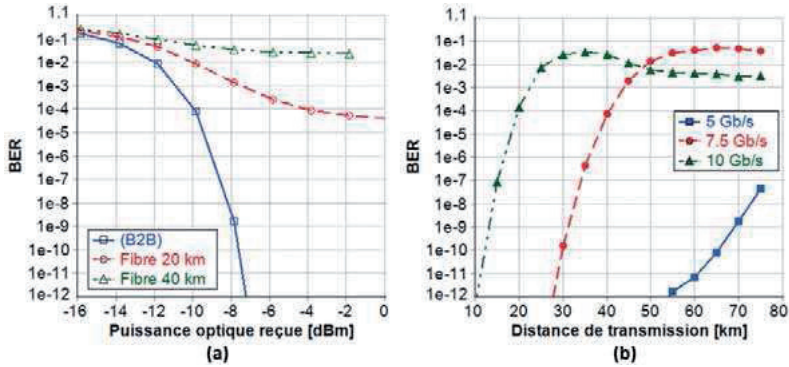 1.1
1e-1
1e-2
1e-3
1e-4
1e-5
1e-6
1e-7
1e-8
1e-9
1e-10
1e-11
1e-12
BER
(B2B)
Fibre 20 km
Fibre 40 km
-16 -14 -12 -10 -8 -6 -4 -2 0
Puissance optique reçue [dBm]
(a)
1.1
1e-1
1e-2
1e-3
1e-4
1e-5
1e-6
1e-7
1e-8
1e-9
1e-10
1e-11
1e-12
BER
5 Gb/s
7.5 Gb/s
10 Gb/s
10 20 30 40 50 60 70 80
Distance de transmission [km]
(b)